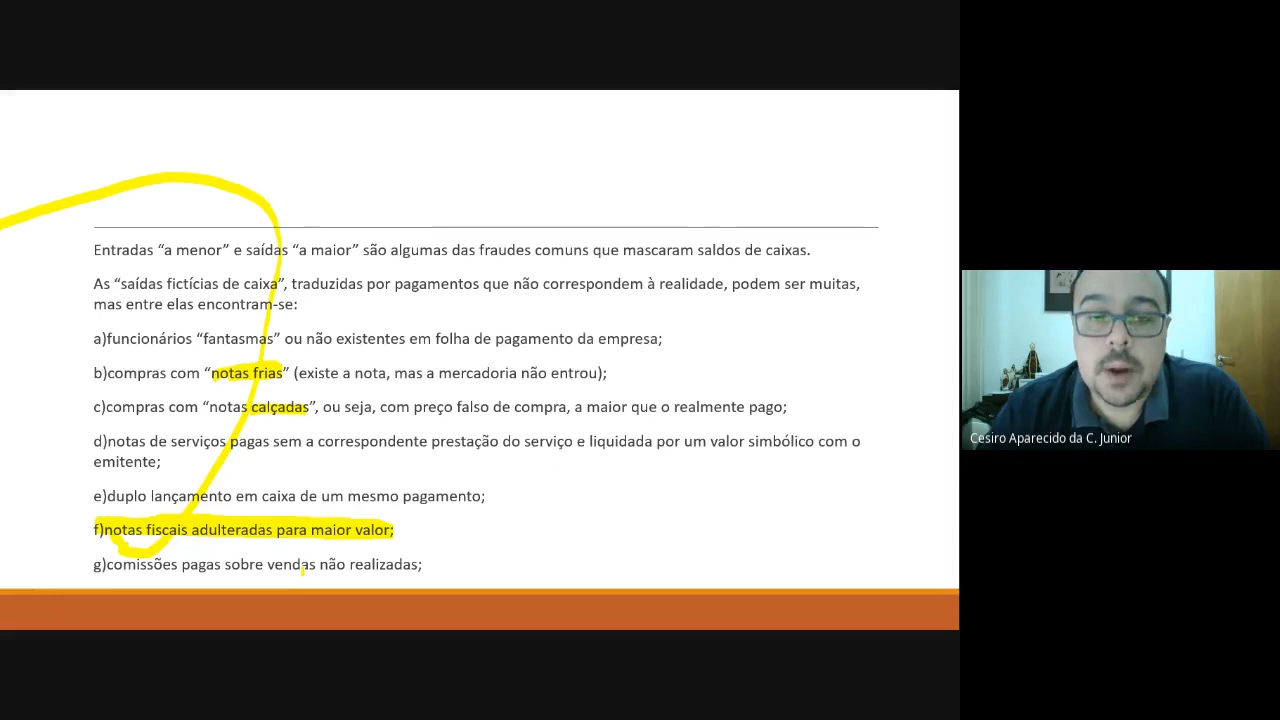 Entradas “a menor” e saídas “a maior” são algumas das fraudes comuns que mascaram saldos de caixas.
As “saídas fictícias de caixa”, traduzidas por pagamentos que não correspondem à realidade, podem ser muitas,
mas entre elas encontram-se:
a)funcionários “fantasmas” ou não existentes em folha de pagamento da empresa;
b)compras com “notas frias” (existe a nota, mas a mercadoria não entrou);
c)compras com “notas calçadas”, ou seja, com preço falso de compra, a maior que o realmente pago;
d)notas de serviços pagas sem a correspondente prestação do serviço e liquidada por um valor simbólico com o
emitente;
e)duplo lançamento em caixa de um mesmo pagamento;
f)notas fiscais adulteradas para maior valor;
g)comissões pagas sobre vendas não realizadas;
Cesiro Aparecido da C. Junior